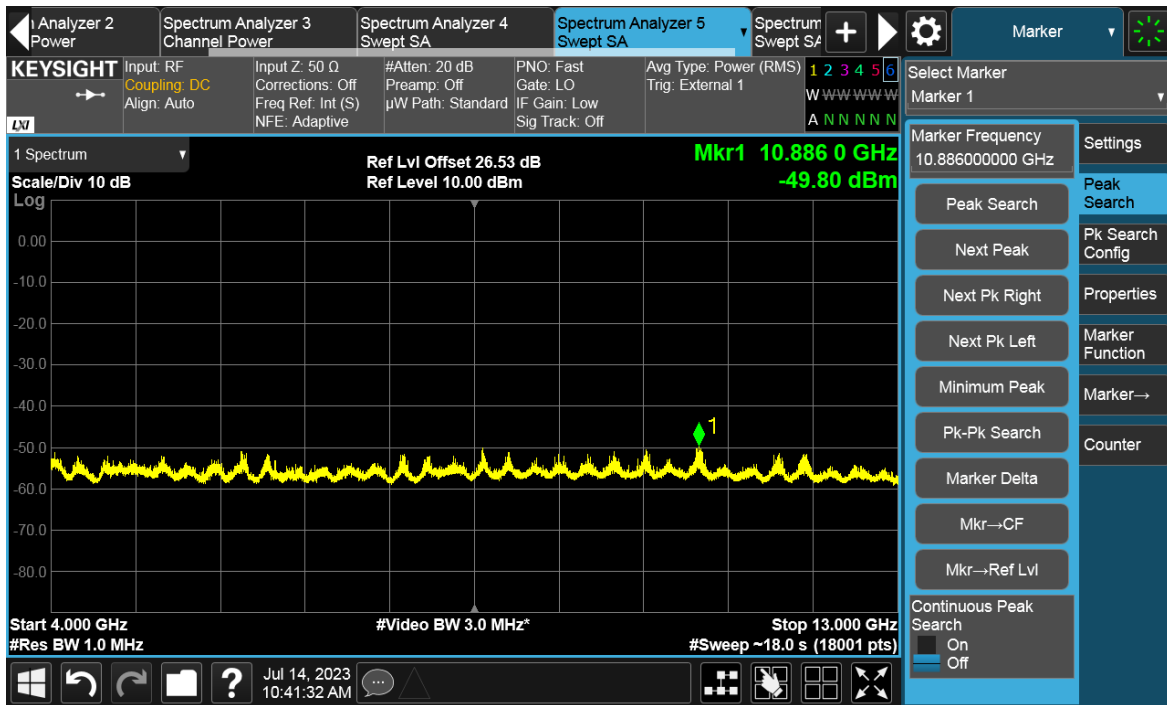 Analyzer 2
Power
Spectrum Analyzer 3
Channel Power
Spectrum Analyzer 4
Swept SA
Spectrum Analyzer 5
Swept SA
Spectrum
Swept SA
+
Marker
KEYSIGHT
LXI
Input: RF
Coupling: DC
Align: Auto
Input Z: 50 Ω
Corrections: Off
Freq Ref: Int (S)
NFE: Adaptive
#Atten: 20 dB
Preamp: Off
µW Path: Standard
PNO: Fast
Gate: LO
IF Gain: Low
Sig Track: Off
Avg Type: Power (RMS)
Trig: External 1
1 2 3 4 5 6
W W W W W W
A N N N N N
Select Marker
Marker 1
1 Spectrum
Scale/Div 10 dB
Log
Ref Lvl Offset 26.53 dB
Ref Level 10.00 dBm
Mkr1 10.886 0 GHz
-49.80 dBm
0.00
-10.0
-20.0
-30.0
-40.0
-50.0
-60.0
-70.0
-80.0
1
Start 4.000 GHz
#Res BW 1.0 MHz
#Video BW 3.0 MHz*
Stop 13.000 GHz
#Sweep ~18.0 s (18001 pts)
Marker Frequency
10.886000000 GHz
Peak Search
Next Peak
Next Pk Right
Next Pk Left
Minimum Peak
Pk-Pk Search
Marker Delta
Mkr→CF
Mkr→Ref Lvl
Continuous Peak
Search
On
Off
Settings
Peak
Search
Pk Search
Config
Properties
Marker
Function
Marker→
Counter
?
Jul 14, 2023
10:41:32 AM